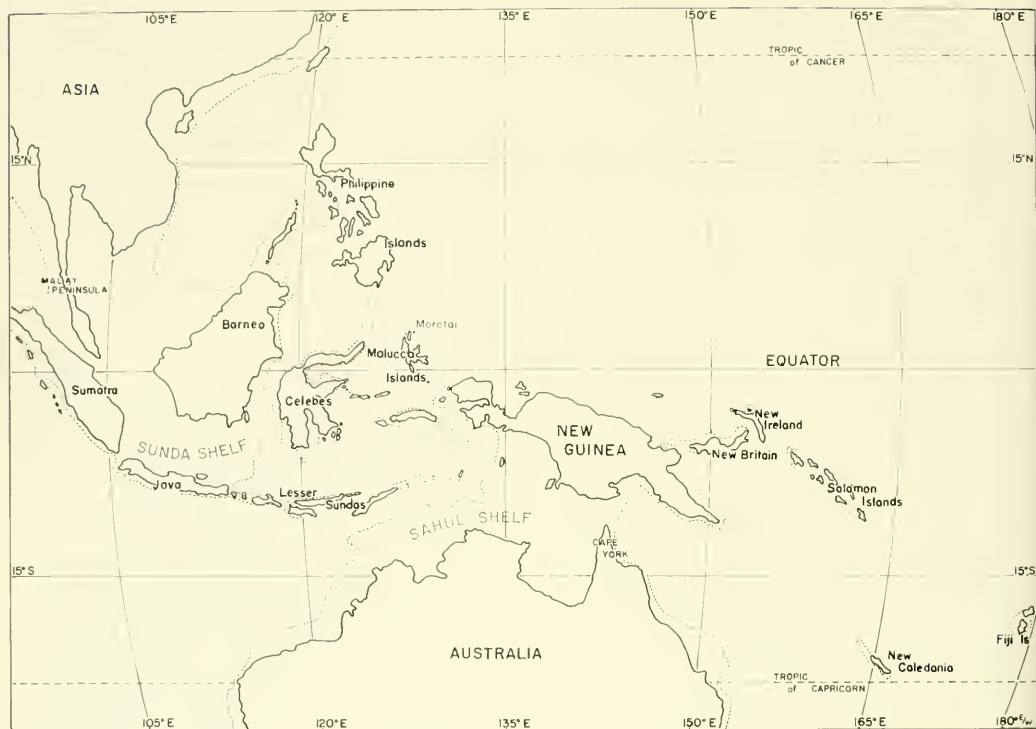 105°E
120°E
135°E
150°E
165°E
180°E
TROPIC
of CANCER
ASIA
15°N
15°N
Philippine
Islands
MALAY
PENINSULA
Borneo
Morotai
Malucca
Islands
EQUATOR
Sumatra
Celebes
New
Ireland
NEW
GUINEA
SUNDA SHELF
New Britain
Java
Lesser
Sundas
Solomon
Islands
SAHUL SHELF
CAPE
YORK
15°S
15°S
Fiji Is
AUSTRALIA
New
Caledonia
TROPIC
of CAPRICORN
105°E
120°E
135°E
150°E
165°E
180°E/W